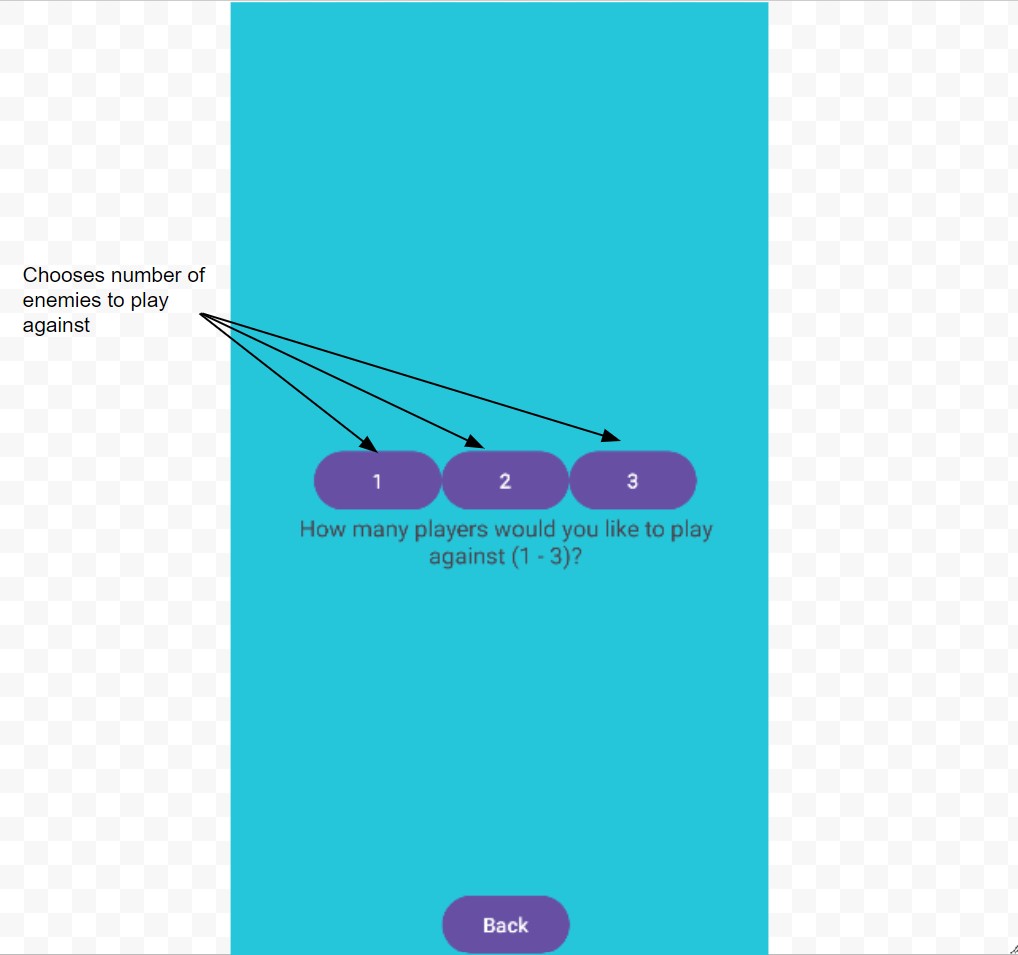 Chooses number of
enemies to play
against
1 2 3
How many players would you like to play
against (1 - 3)?
Back